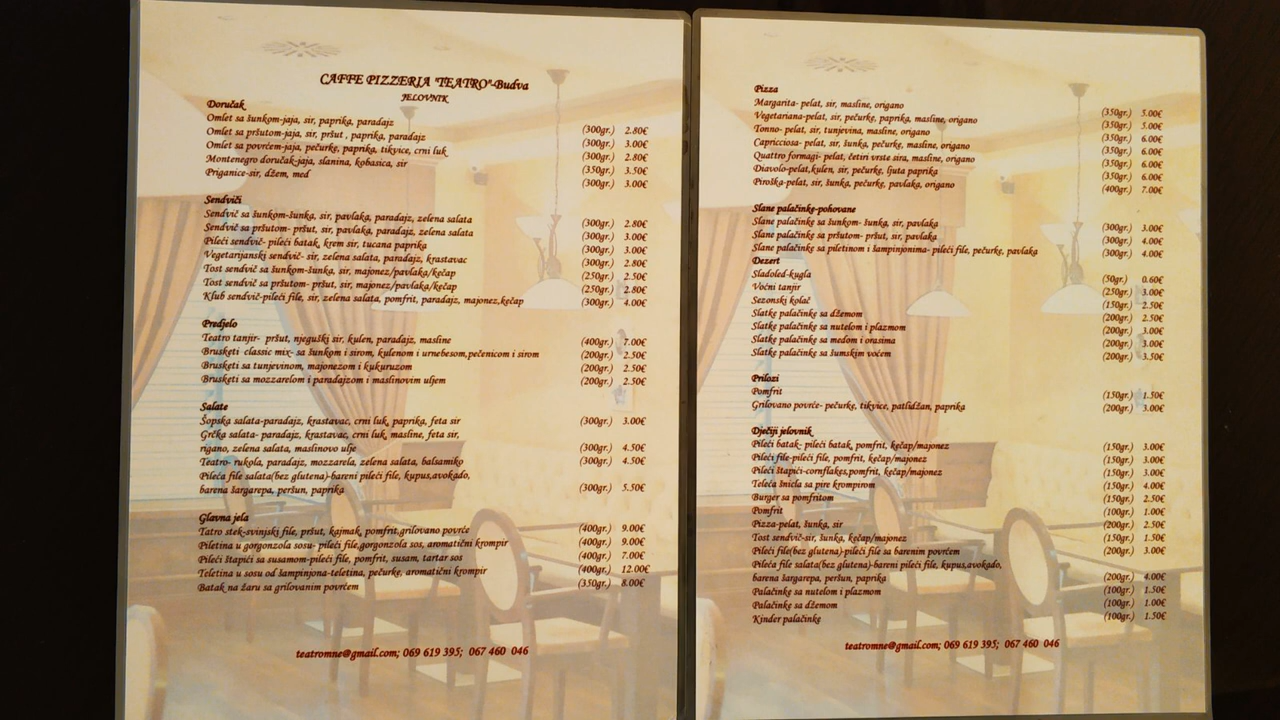 CAFFE PIZZERIA "TEATRO"-Budva
JELOVNIK
Doručak
Omlet sa šunkom-jaja, sir, paprika, paradajz (300gr.) 2.80€
Omlet sa pršutom-jaja, sir, pršut , paprika, paradajz (300gr.) 3.00€
Omlet sa povrćem-jaja, pečurke, paprika, tikvice, crni luk (300gr.) 2.80€
Montenegro doručak-jaja, slanina, kobasica, sir (350gr.) 3.50€
Priganice-sir, džem, med (300gr.) 3.00€
Sendviči
Sendvič sa šunkom-šunka, sir, pavlaka, paradajz, zelena salata (300gr.) 2.80€
Sendvič sa pršutom- pršut, sir, pavlaka, paradajz, zelena salata (300gr.) 3.00€
Pileći sendvič- pileći batak, krem sir, tucana paprika (300gr.) 3.00€
Vegetarijanski sendvič- sir, zelena salata, paradajz, krastavac (300gr.) 2.80€
Tost sendvič sa šunkom-šunka, sir, majonez/pavlaka/kečap (250gr.) 2.50€
Tost sendvič sa pršutom- pršut, sir, majonez/pavlaka/kečap (250gr.) 2.80€
Klub sendvič-pileći file, sir, zelena salata, pomfrit, paradajz, majonez,kečap (300gr.) 4.00€
Predjelo
Teatro tanjir- pršut, njeguški sir, kulen, paradajz, masline (400gr.) 7.00€
Brusketi classic mix- sa šunkom i sirom, kulenom i urnebesom,pečenicom i sirom (200gr.) 2.50€
Brusketi sa tunjevinom, majonezom i kukuruzom (200gr.) 2.50€
Brusketi sa mozzarelom i paradajzom i maslinovim uljem (200gr.) 2.50€
Salate
Šopska salata-paradajz, krastavac, crni luk, paprika, feta sir (300gr.) 3.00€
Grčka salata- paradajz, krastavac, crni luk, masline, feta sir,
rigano, zelena salata, maslinovo ulje (300gr.) 4.50€
Teatro- rukola, paradajz, mozzarela, zelena salata, balsamiko (300gr.) 4.50€
Pileća file salata(bez glutena)-bareni pileći file, kupus,avokado,
barena šargarepa, peršun, paprika (300gr.) 5.50€
Glavna jela
Tatro stek-svinjski file, pršut, kajmak, pomfrit,grilovano povrće (400gr.) 9.00€
Piletina u gorgonzola sosu- pileći file,gorgonzola sos, aromatični krompir (400gr.) 9.00€
Pileći štapići sa susamom-pileći file, pomfrit, susam, tartar sos (400gr.) 7.00€
Teletina u sosu od šampinjona-teletina, pečurke, aromatični krompir (400gr.) 12.00€
Batak na žaru sa grilovanim povrćem (350gr.) 8.00€
teatromne@gmail.com; 069 619 395; 067 460 046
Pizza
Margarita- pelat, sir, masline, origano (350gr.) 5.00€
Vegetariana-pelat, sir, pečurke, paprika, masline, origano (350gr.) 5.00€
Tonno- pelat, sir, tunjevina, masline, origano (350gr.) 6.00€
Capricciosa- pelat, sir, šunka, pečurke, masline, origano (350gr.) 6.00€
Quattro formagi- pelat, četiri vrste sira, masline, origano (350gr.) 6.00€
Diavolo-pelat,kulen, sir, pečurke, ljuta paprika (350gr.) 6.00€
Piroška-pelat, sir, šunka, pečurke, pavlaka, origano (400gr.) 7.00€
Slane palačinke-pohovane
Slane palačinke sa šunkom- šunka, sir, pavlaka (300gr.) 3.00€
Slane palačinke sa pršutom- pršut, sir, pavlaka (300gr.) 4.00€
Slane palačinke sa piletinom i šampinjonima- pileći file, pečurke, pavlaka (300gr.) 4.00€
Dezert
Sladoled-kugla (50gr.) 0.60€
Voćni tanjir (250gr.) 3.00€
Sezonski kolač (150gr.) 2.50€
Slatke palačinke sa džemom (200gr.) 2.50€
Slatke palačinke sa nutelom i plazmom (200gr.) 3.00€
Slatke palačinke sa medom i orasima (200gr.) 3.00€
Slatke palačinke sa šumskim voćem (200gr.) 3.50€
Prilozi
Pomfrit (150gr.) 1.50€
Grilovano povrće- pečurke, tikvice, patlidžan, paprika (200gr.) 3.00€
Dječiji jelovnik
Pileći batak- pileći batak, pomfrit, kečap/majonez (150gr.) 3.00€
Pileći file-pileći file, pomfrit, kečap/majonez (150gr.) 3.00€
Pileći štapići-cornflakes,pomfrit, kečap/majonez (150gr.) 3.00€
Teleća šnicla sa pire krompirom (150gr.) 4.00€
Burger sa pomfritom (150gr.) 2.50€
Pomfrit (100gr.) 1.00€
Pizza-pelat, šunka, sir (200gr.) 2.50€
Tost sendvič-sir, šunka, kečap/majonez (150gr.) 1.50€
Pileći file(bez glutena)-pileći file sa barenim povrćem (200gr.) 3.00€
Pileća file salata(bez glutena)-bareni pileći file, kupus,avokado,
barena šargarepa, peršun, paprika (200gr.) 4.00€
Palačinke sa nutelom i plazmom (100gr.) 1.50€
Palačinke sa džemom (100gr.) 1.00€
Kinder palačinke (100gr.) 1.50€
teatromne@gmail.com; 069 619 395; 067 460 046